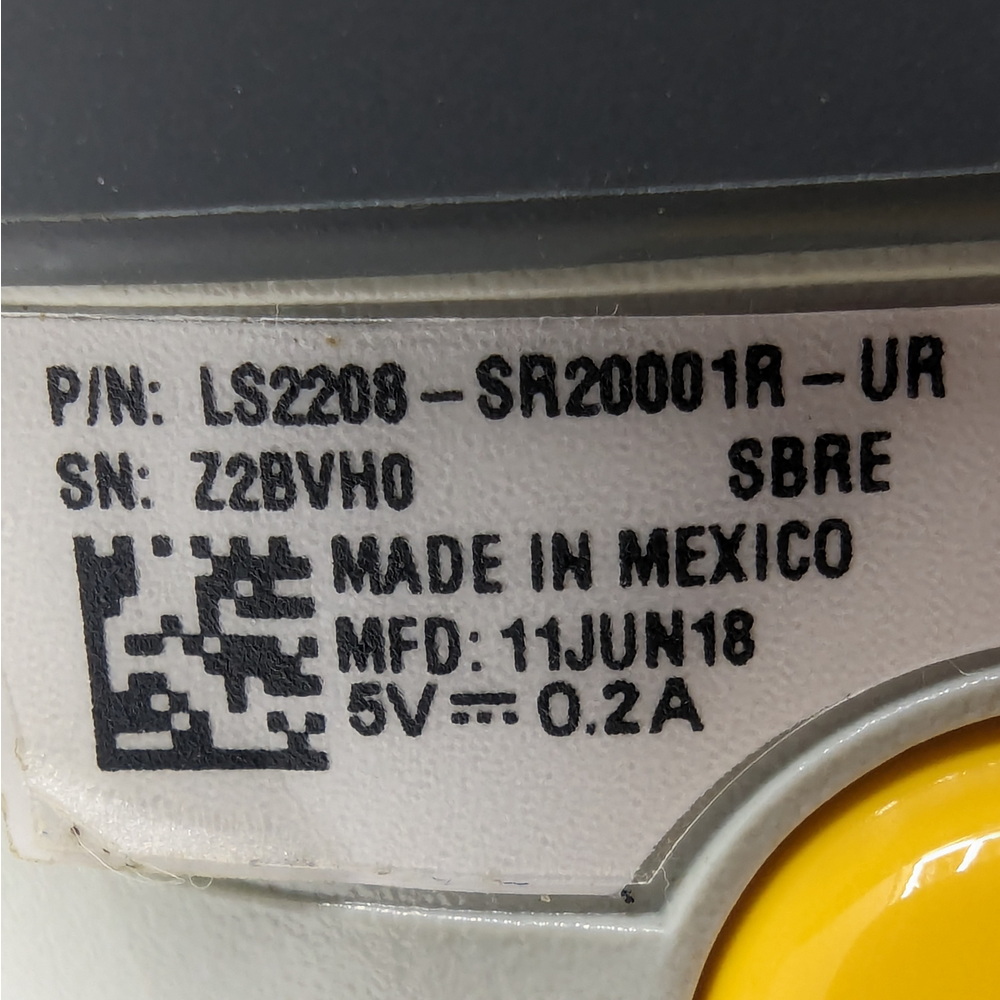 P/N: LS2208-SR20001R-UR
SN: Z2BVH0 SBRE
MADE IN MEXICO
MFD: 11JUN18
5V⎓0.2A